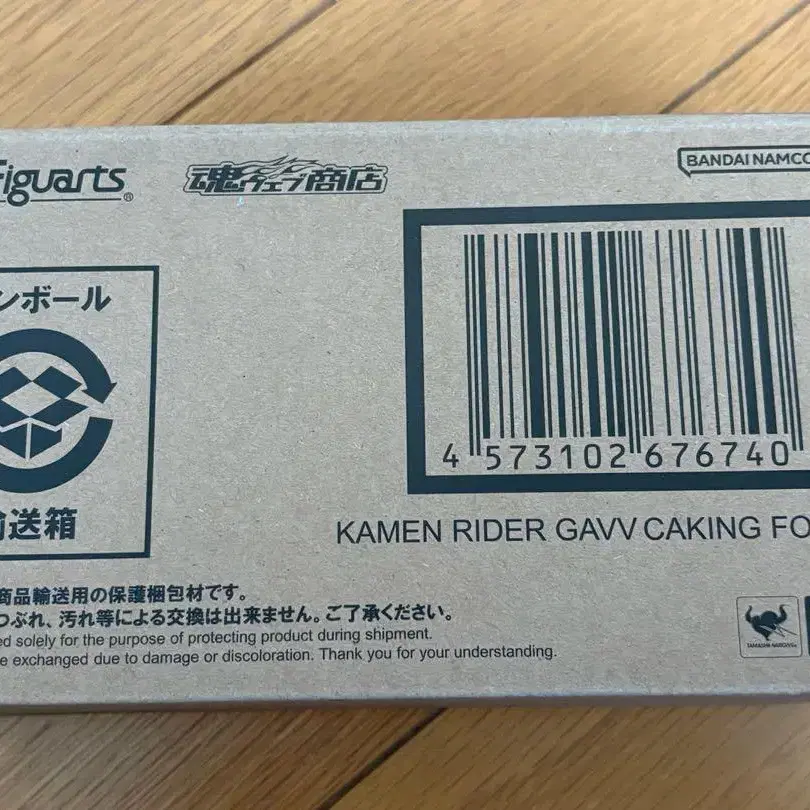 Figuarts®
魂ウェブ商店
BANDAI NAMCO
ンボール
輸送箱
4 573102 676740
KAMEN RIDER GAVV CAKING FO
商品輸送用の保護梱包材です。
つぶれ、汚れ等による交換は出来ません。ご了承ください。
ed solely for the purpose of protecting product during shipment.
e exchanged due to damage or discoloration. Thank you for your understanding.
TAMASHII NATIONS